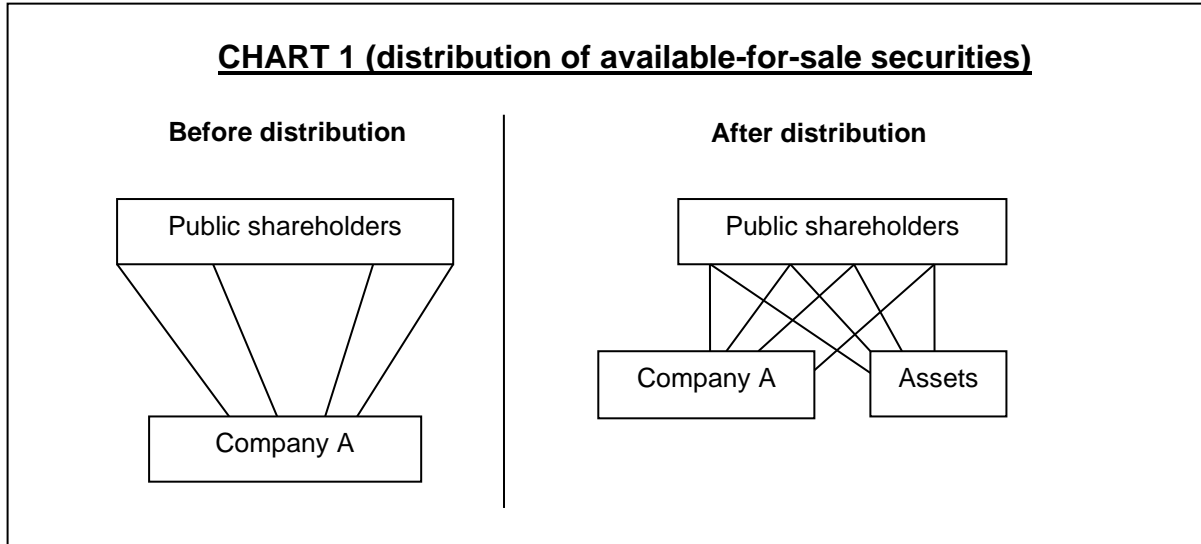 CHART 1 (distribution of available-for-sale securities)
Before distribution
Public shareholders
Company A
After distribution
Public shareholders
Company A
Assets